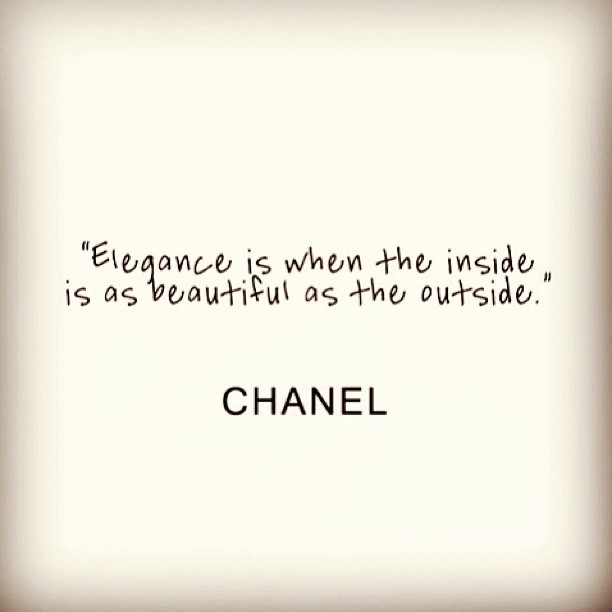 "Elegance is when the inside
is as beautiful as the outside."
CHANEL